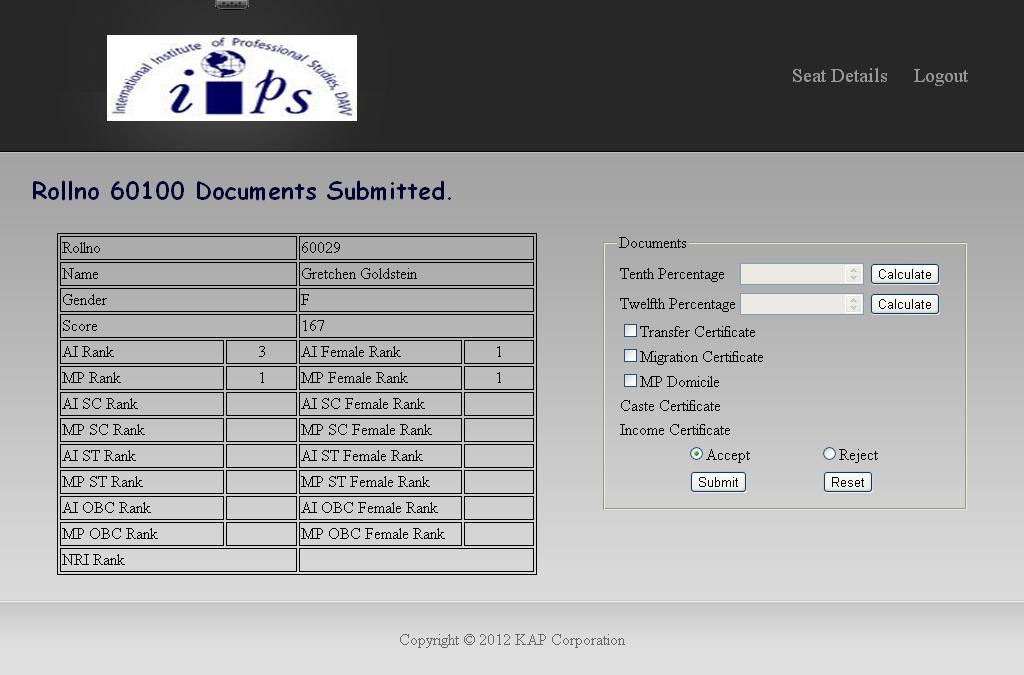 International Institute of Professional Studies, DAVV
i ps
Seat Details Logout
Rollno 60100 Documents Submitted.
Rollno 60029
Name Gretchen Goldstein
Gender F
Score 167
AI Rank 3 AI Female Rank 1
MP Rank 1 MP Female Rank 1
AI SC Rank AI SC Female Rank
MP SC Rank MP SC Female Rank
AI ST Rank AI ST Female Rank
MP ST Rank MP ST Female Rank
AI OBC Rank AI OBC Female Rank
MP OBC Rank MP OBC Female Rank
NRI Rank
Documents
Tenth Percentage Calculate
Twelfth Percentage Calculate
Transfer Certificate
Migration Certificate
MP Domicile
Caste Certificate
Income Certificate
Accept Reject
Submit Reset
Copyright © 2012 KAP Corporation